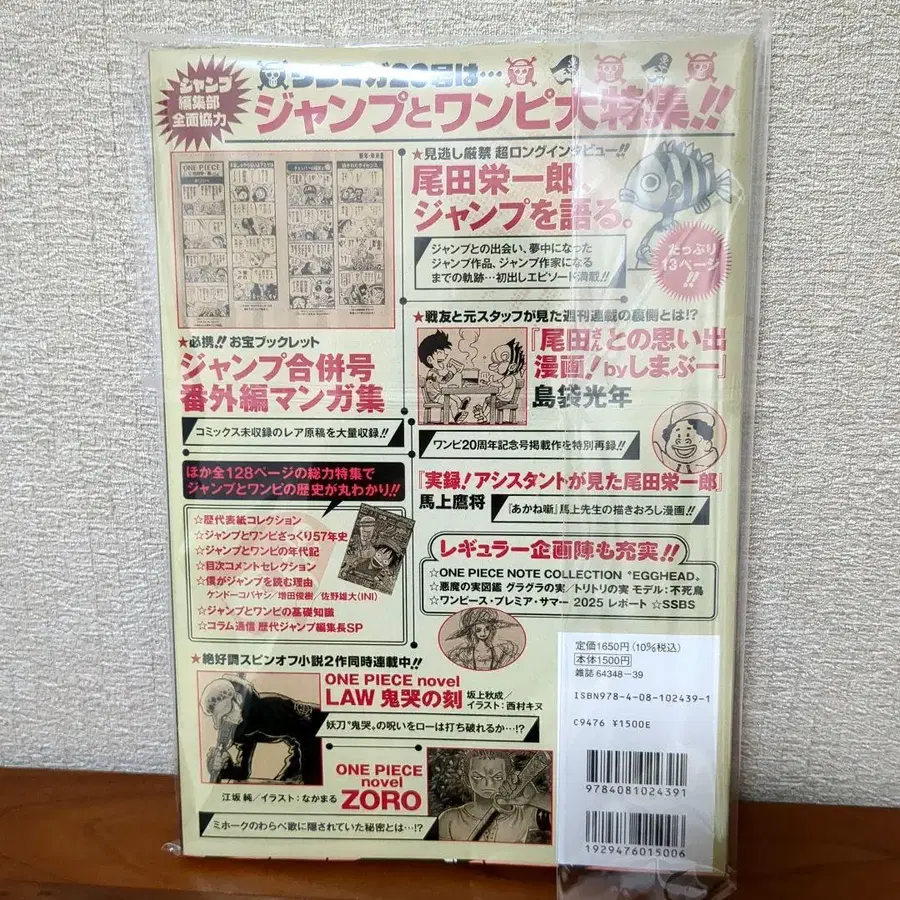 ジャンプ
編集部
全面協力
ワンマガ20号は…
ジャンプとワンピ大特集!!
ONE PIECE
★見逃し厳禁 超ロングインタビュー!!
尾田栄一郎、
ジャンプを語る。
ジャンプとの出会い、夢中になった
ジャンプ作品、ジャンプ作家になる
までの軌跡…初出しエピソード満載!!
たっぷり
13ページ
!!
★必携!! お宝ブックレット
ジャンプ合併号
番外編マンガ集
コミックス未収録のレア原稿を大量収録!!
★戦友と元スタッフが見た週刊連載の裏側とは!?
『尾田さんとの思い出
漫画!byしまぶー』
島袋光年
ワンピ20周年記念号掲載作を特別再録!!
『実録!アシスタントが見た尾田栄一郎』
馬上鷹将
『あかね噺』馬上先生の描きおろし漫画!!
ほか全128ページの総力特集で
ジャンプとワンピの歴史が丸わかり!!
☆歴代表紙コレクション
☆ジャンプとワンピざっくり57年史
☆ジャンプとワンピの年代記
☆目次コメントセレクション
☆僕がジャンプを読む理由
ケンドーコバヤシ/増田俊樹/佐野雄大(INI)
☆ジャンプとワンピの基礎知識
☆コラム通信 歴代ジャンプ編集長SP
レギュラー企画陣も充実!!
☆ONE PIECE NOTE COLLECTION "EGGHEAD"
☆悪魔の実図鑑 グラグラの実/トリトリの実 モデル:不死鳥
☆ワンピース・プレミア・サマー 2025 レポート ☆SSBS
★絶好調スピンオフ小説2作同時連載中!!
ONE PIECE novel
LAW 鬼哭の刻
坂上秋成/
イラスト:西村キヌ
妖刀"鬼哭"の呪いをローは打ち破れるか…!?
ONE PIECE
novel
ZORO
江坂 純/イラスト:なかまる
ミホークのわらべ歌に隠されていた秘密とは…!?
定価1650円(10%税込)
本体1500円
雑誌 64348-39
ISBN978-4-08-102439-1
C9476 ¥1500E
9784081024391
1929476015006